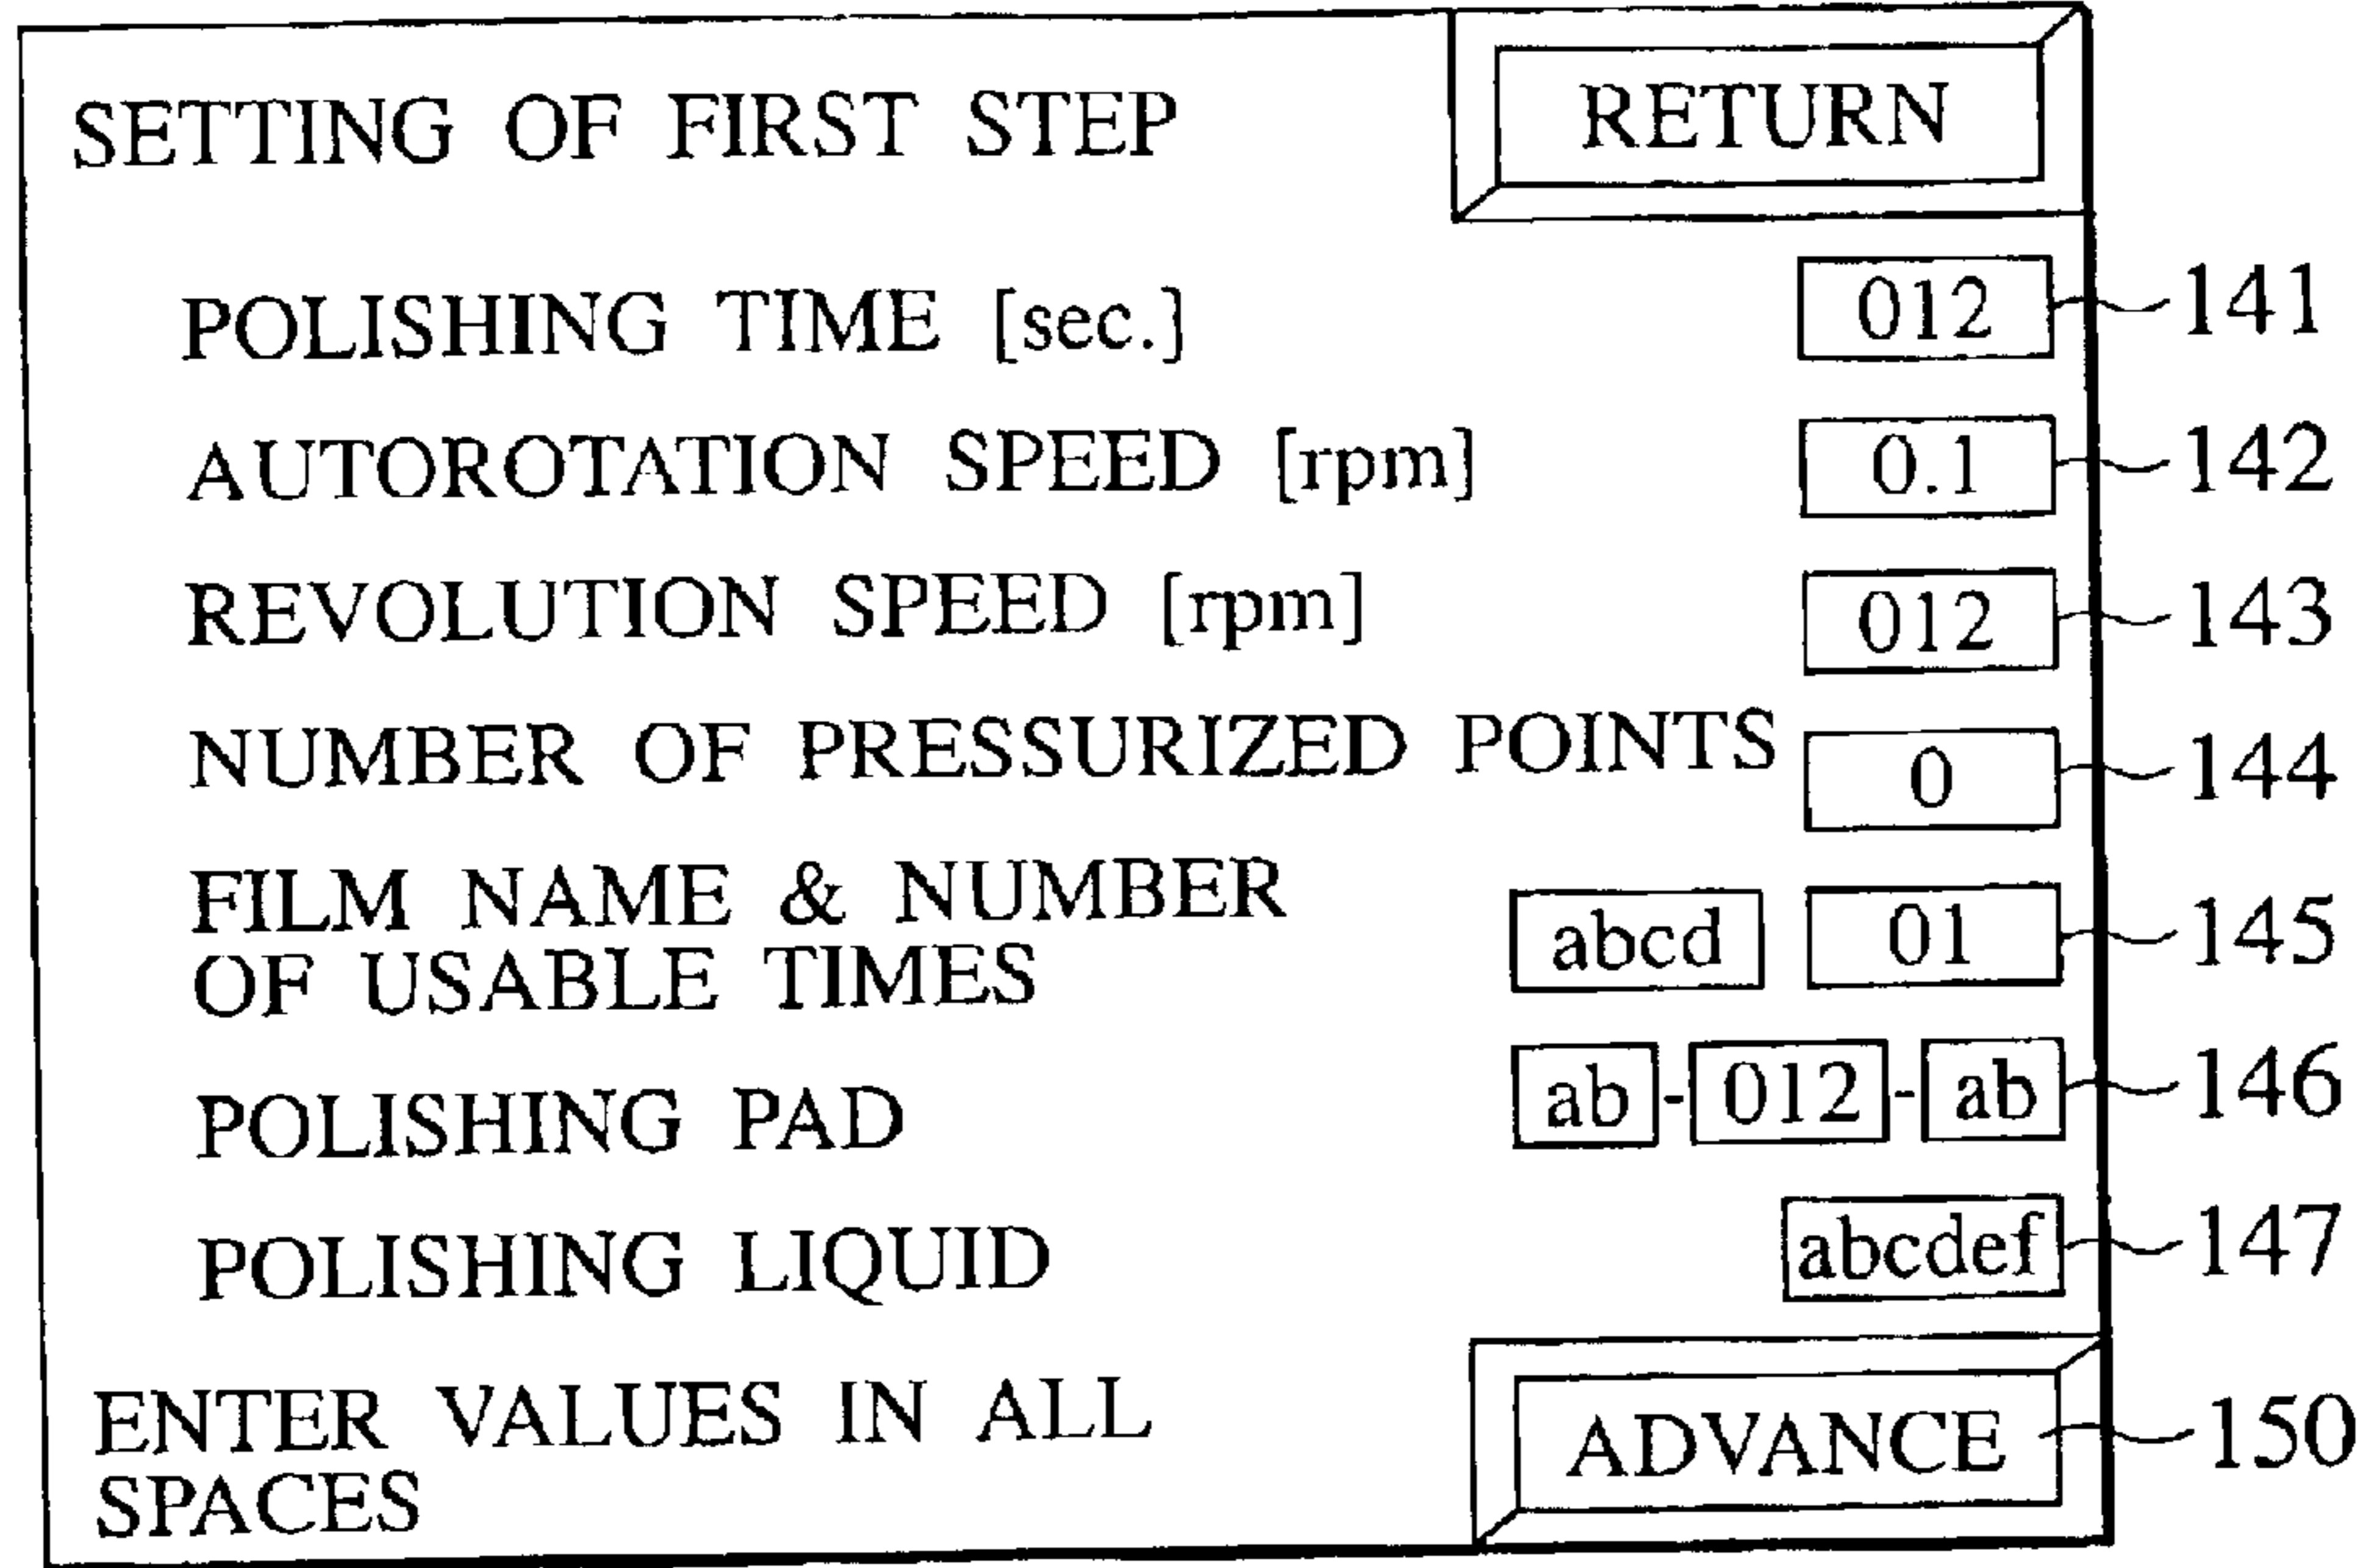 SETTING OF FIRST STEP RETURN
POLISHING TIME [sec.] 012 141
AUTOROTATION SPEED [rpm] 0.1 142
REVOLUTION SPEED [rpm] 012 143
NUMBER OF PRESSURIZED POINTS 0 144
FILM NAME & NUMBER
OF USABLE TIMES abcd 01 145
POLISHING PAD ab-012-ab 146
POLISHING LIQUID abcdef 147
ENTER VALUES IN ALL
SPACES
ADVANCE 150